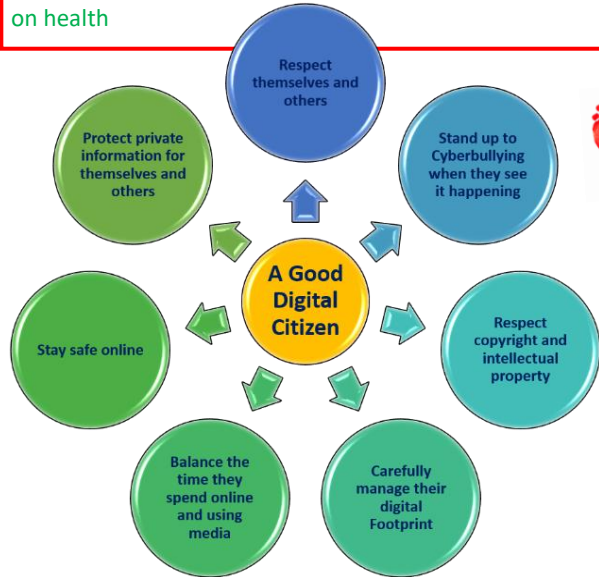 on health
Respect
themselves and
others
Stand up to
Cyberbullying
when they see
it happening
Respect
copyright and
intellectual
property
Carefully
manage their
digital
Footprint
Balance the
time they
spend online
and using
media
Stay safe online
Protect private
information for
themselves and
others
A Good
Digital
Citizen